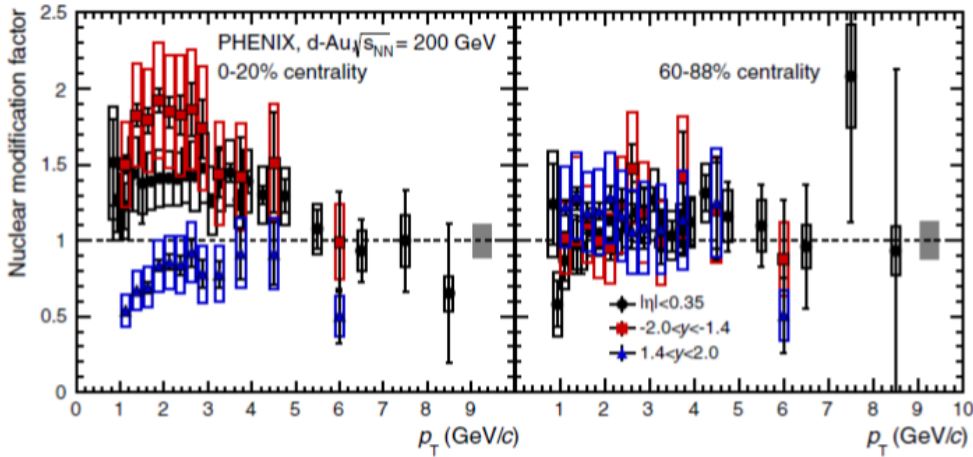 Nuclear modification factor
2.5
2
1.5
1
0.5
0
PHENIX, d-Au √sNN = 200 GeV
0-20% centrality
60-88% centrality
|η|<0.35
-2.0<y<-1.4
1.4<y<2.0
0 1 2 3 4 5 6 7 8 9
1 2 3 4 5 6 7 8 9 10
pT (GeV/c)
pT (GeV/c)